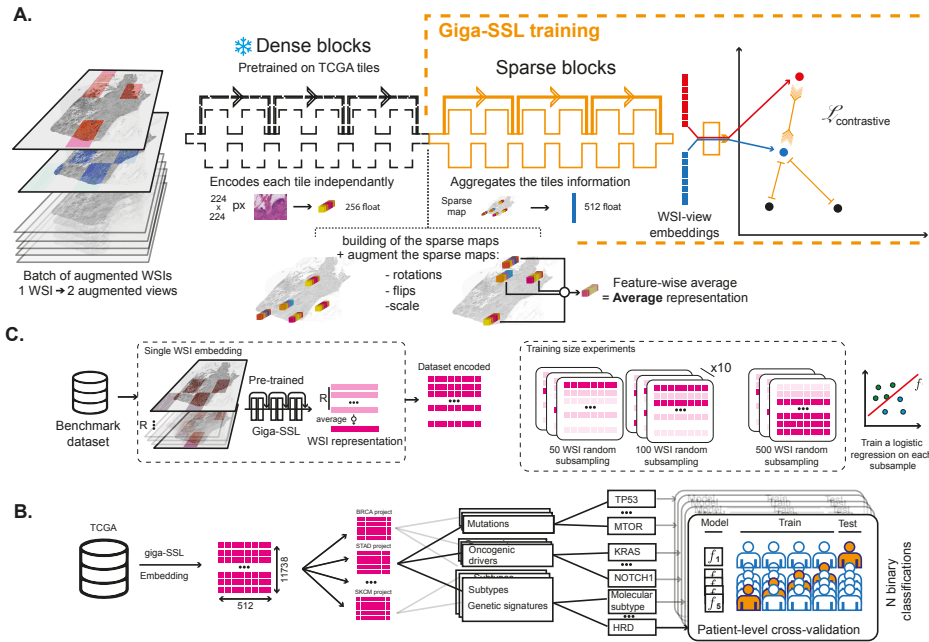 A.
Giga-SSL training
Dense blocks
Pretrained on TCGA tiles
Sparse blocks
ℒcontrastive
Encodes each tile independantly
224
x
224
px
256 float
Aggregates the tiles information
Sparse
map
512 float
WSI-view
embeddings
Batch of augmented WSIs
1 WSI → 2 augmented views
building of the sparse maps
+ augment the sparse maps:
- rotations
- flips
-scale
Feature-wise average
= Average representation
C.
Single WSI embedding
Benchmark
dataset
R
Pre-trained
Giga-SSL
R
average
WSI representation
Dataset encoded
Training size experiments
x10
50 WSI random
subsampling
100 WSI random
subsampling
500 WSI random
subsampling
f
Train a logistic
regression on each
subsample
B.
TCGA
giga-SSL
Embedding
512
11738
BRCA project
STAD project
SKCM project
Mutations
Oncogenic
drivers
Subtypes
Subtypes
Genetic signatures
TP53
MTOR
KRAS
NOTCH1
Molecular
subtype
HRD
Model
Train
Test
Model
Train
Test
f1
f
f
f
f5
Patient-level cross-validation
N binary
classifications